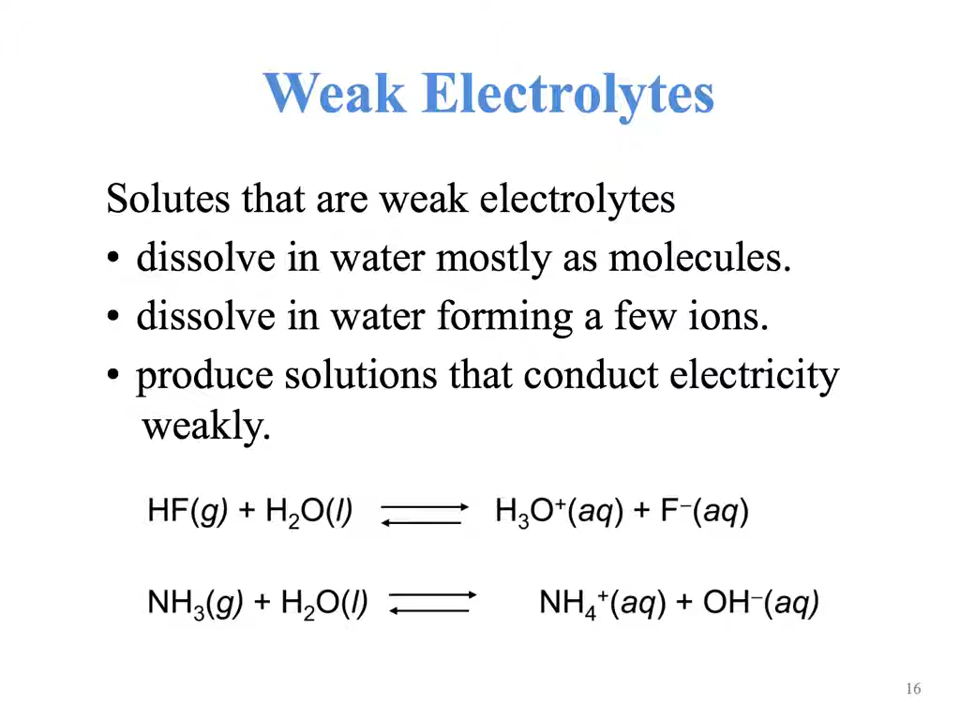 Weak Electrolytes
Solutes that are weak electrolytes
• dissolve in water mostly as molecules.
• dissolve in water forming a few ions.
• produce solutions that conduct electricity
weakly.
HF(g) + H₂O(l) ⇌ H₃O⁺(aq) + F⁻(aq)
NH₃(g) + H₂O(l) ⇌ NH₄⁺(aq) + OH⁻(aq)
16